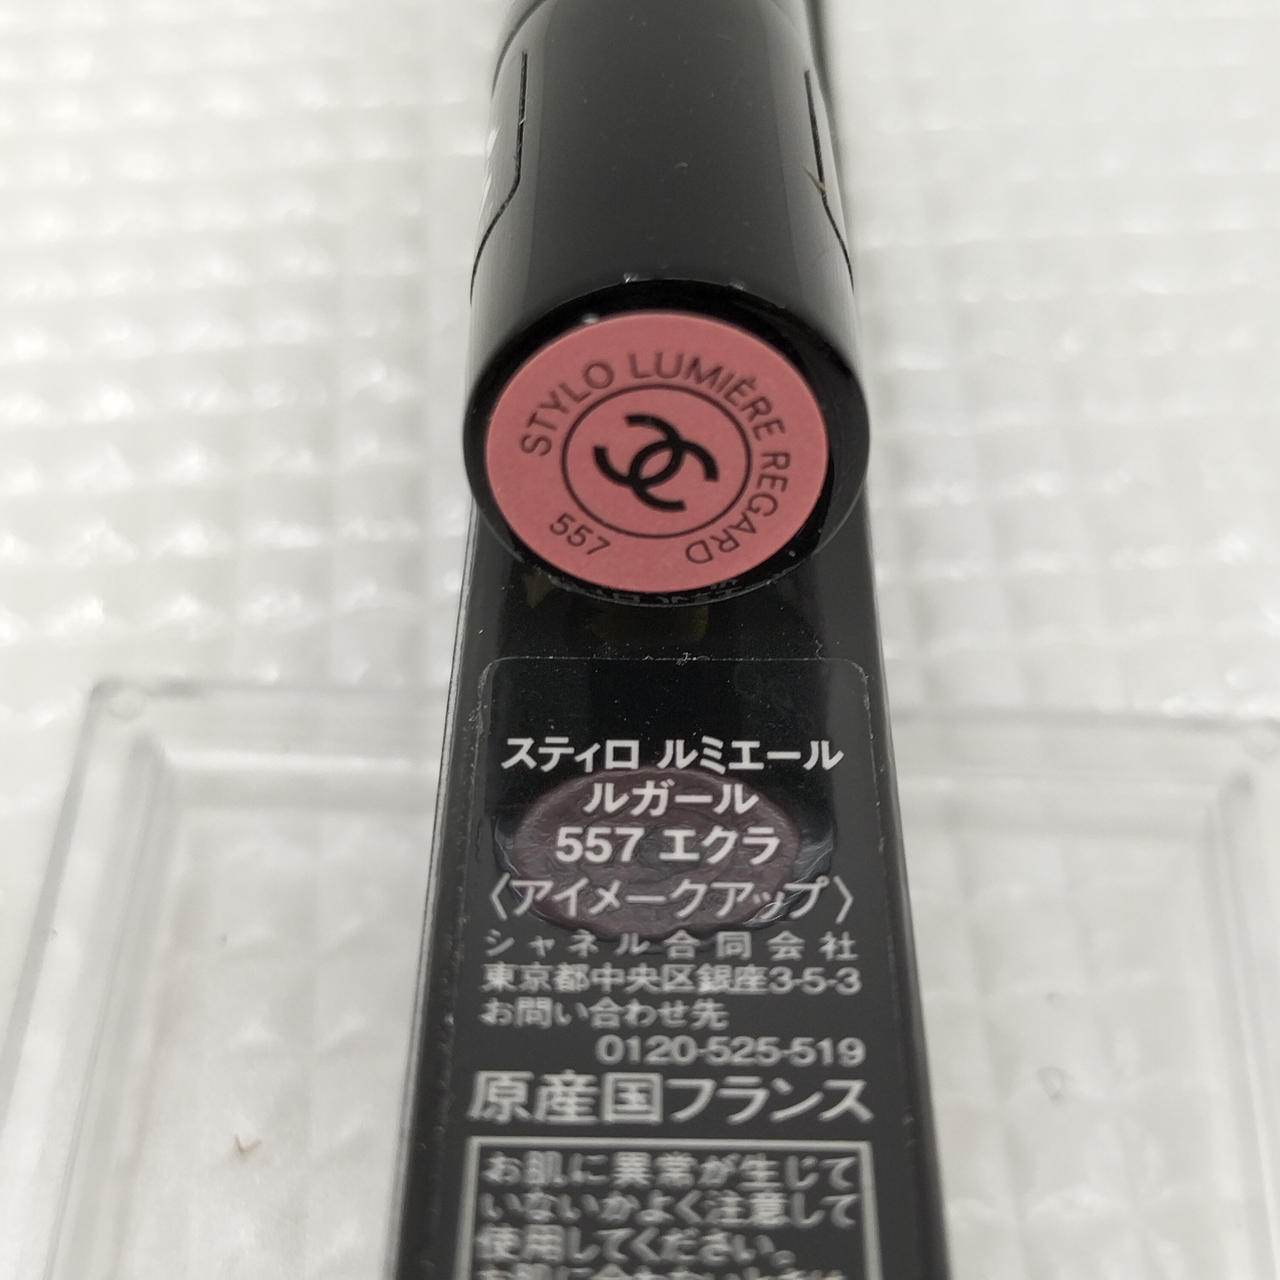 STYLO LUMIÈRE REGARD
557
スティロ ルミエール
ルガール
557 エクラ
〈アイメークアップ〉
シャネル合同会社
東京都中央区銀座3-5-3
お問い合わせ先
0120-525-519
原産国フランス
お肌に異常が生じて
いないかよく注意して
使用してください。